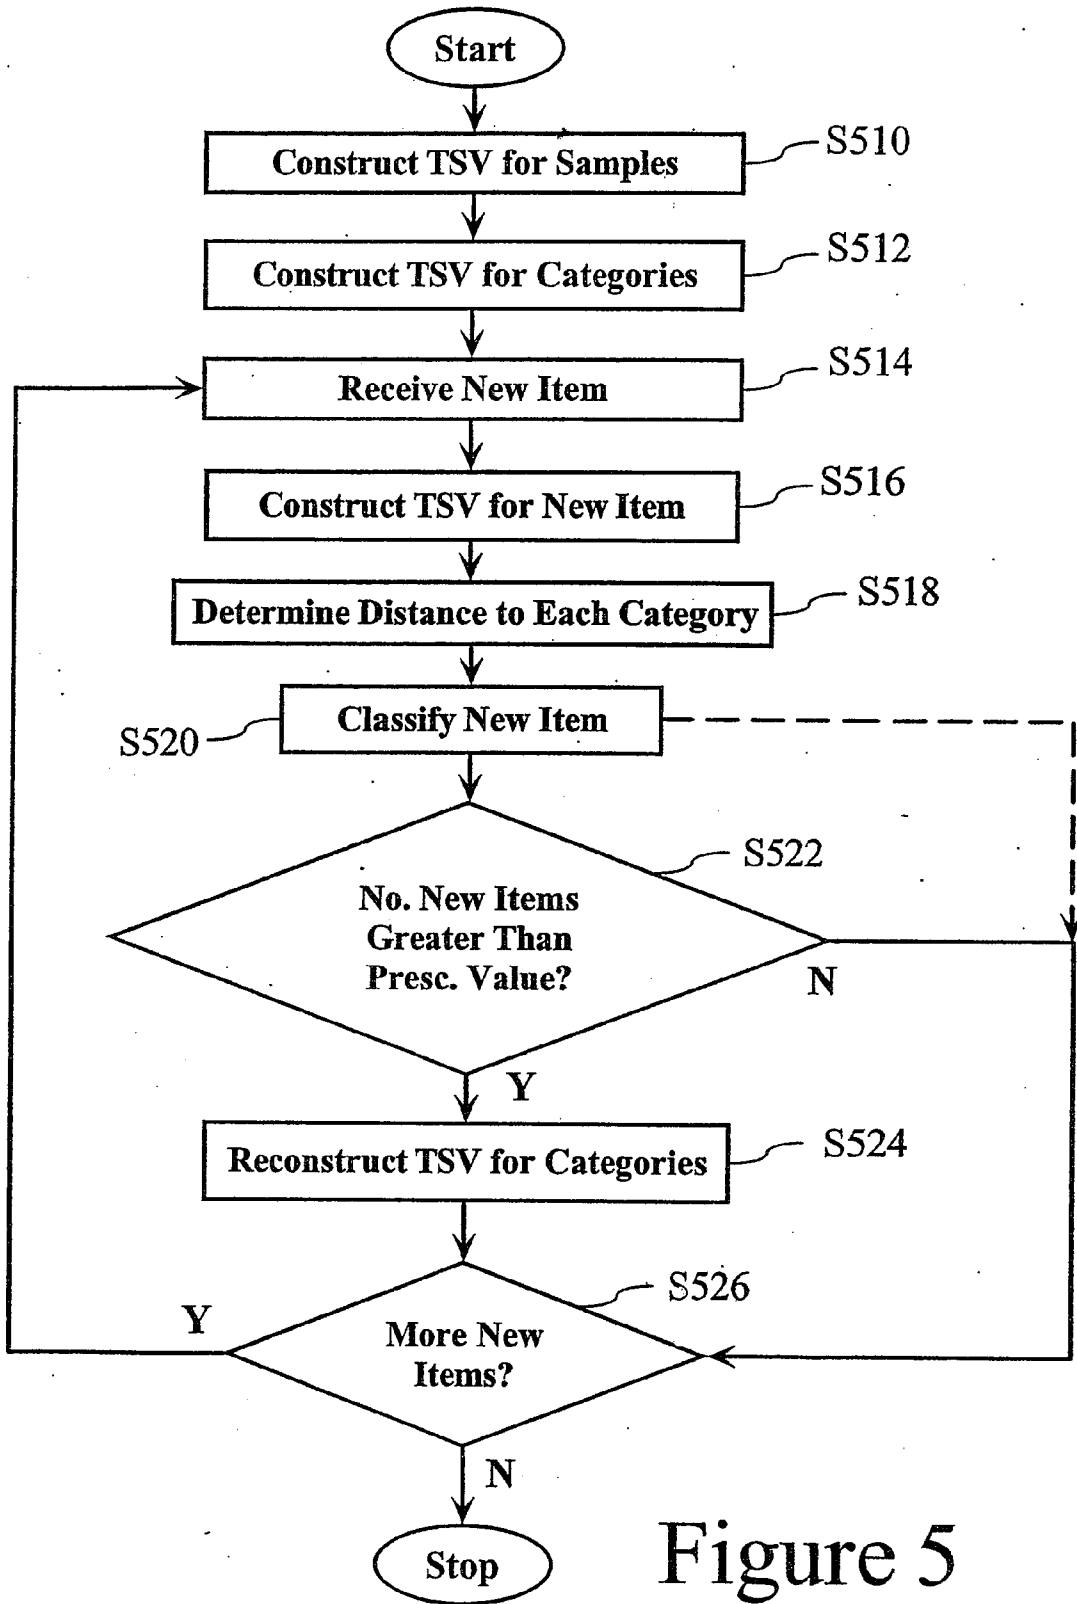 Start
Construct TSV for Samples
S510
Construct TSV for Categories
S512
Receive New Item
S514
Construct TSV for New Item
S516
Determine Distance to Each Category
S518
Classify New Item
S520
No. New Items
Greater Than
Presc. Value?
S522
N
Y
Reconstruct TSV for Categories
S524
More New
Items?
S526
Y
N
Stop
Figure 5